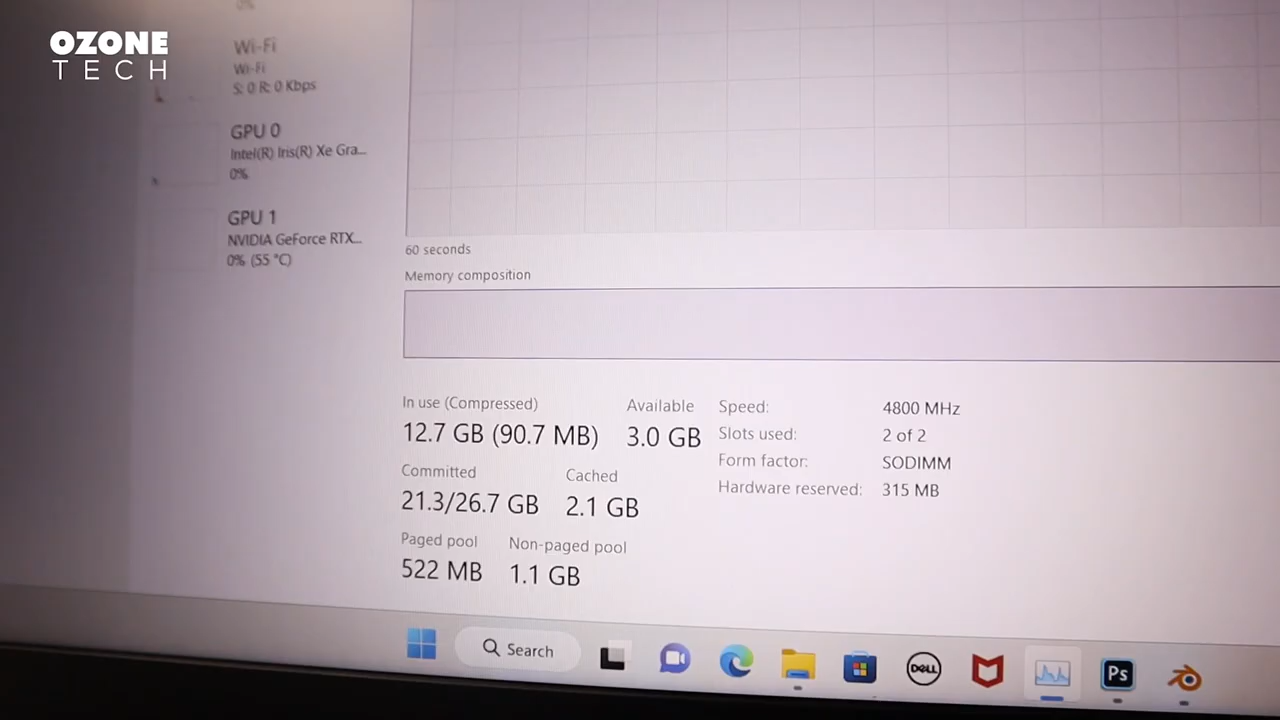 OZONE
TECH
0%
Wi-Fi
Wi-Fi
S: 0 R: 0 Kbps
GPU 0
Intel(R) Iris(R) Xe Gra...
0%
GPU 1
NVIDIA GeForce RTX...
0% (55 °C)
60 seconds
Memory composition
In use (Compressed)
12.7 GB (90.7 MB)
Available
3.0 GB
Speed: 4800 MHz
Slots used: 2 of 2
Form factor: SODIMM
Hardware reserved: 315 MB
Committed
21.3/26.7 GB
Cached
2.1 GB
Paged pool
522 MB
Non-paged pool
1.1 GB
Search
DELL
Ps